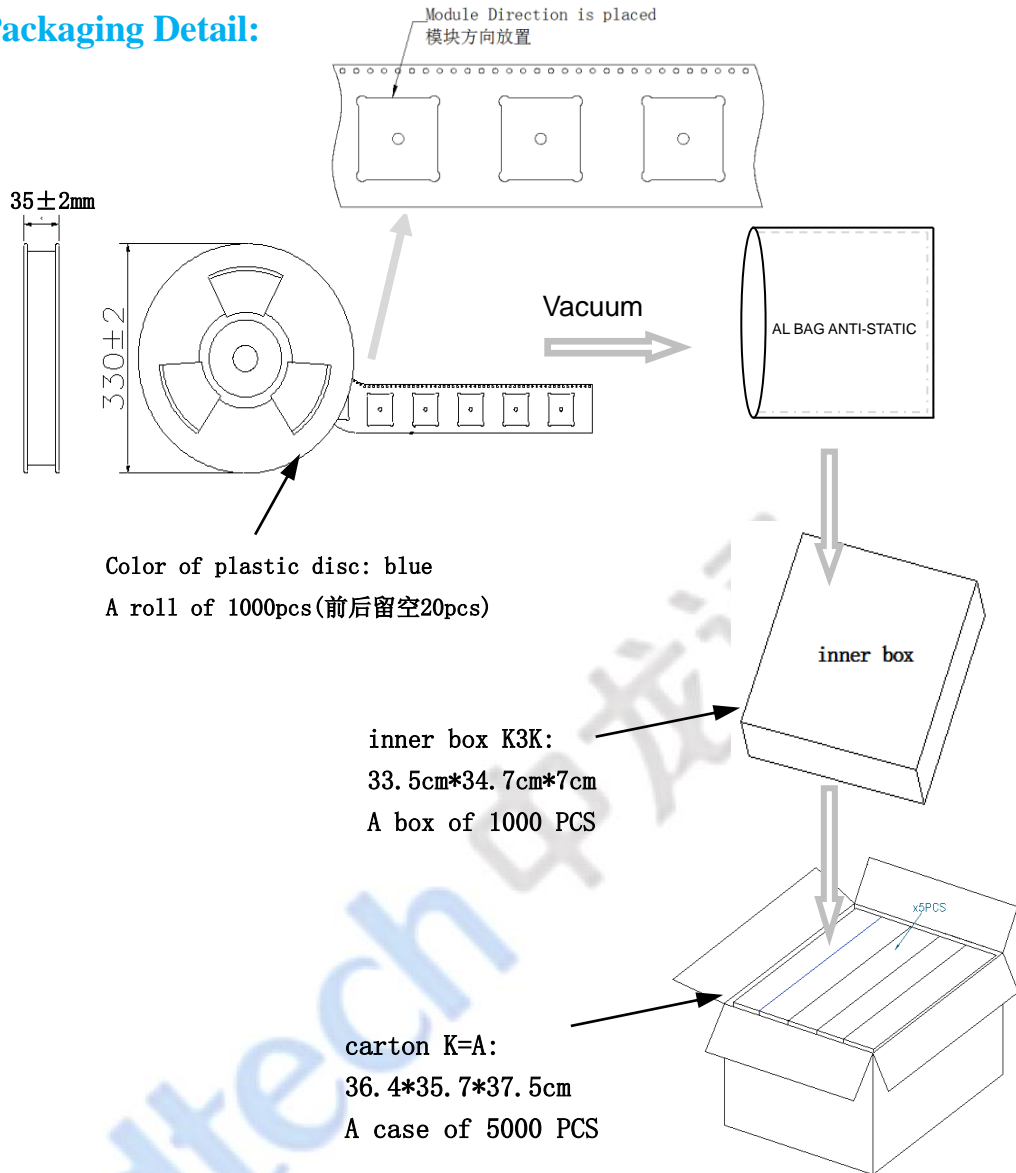 Packaging Detail:
Module Direction is placed
模块方向放置
35±2mm
330±2
Vacuum
AL BAG ANTI-STATIC
Color of plastic disc: blue
A roll of 1000pcs(前后留空20pcs)
inner box
inner box K3K:
33.5cm*34.7cm*7cm
A box of 1000 PCS
x5PCS
carton K=A:
36.4*35.7*37.5cm
A case of 5000 PCS
中龙